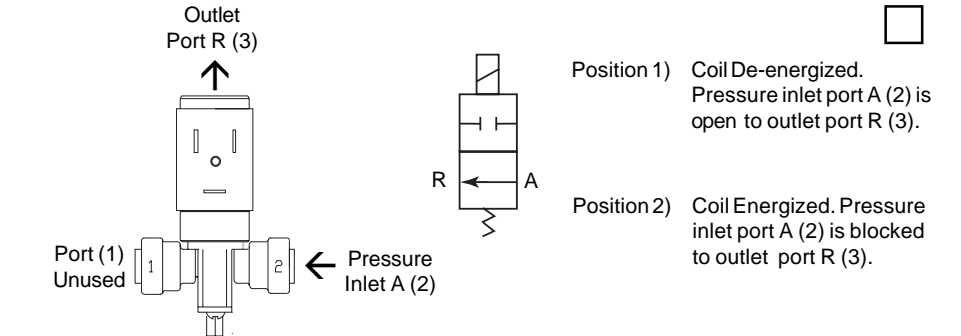 Outlet
Port R (3)
Position 1) Coil De-energized.
Pressure inlet port A (2) is
open to outlet port R (3).
R A
Position 2) Coil Energized. Pressure
inlet port A (2) is blocked
to outlet port R (3).
Port (1)
Unused
1
2
Pressure
Inlet A (2)